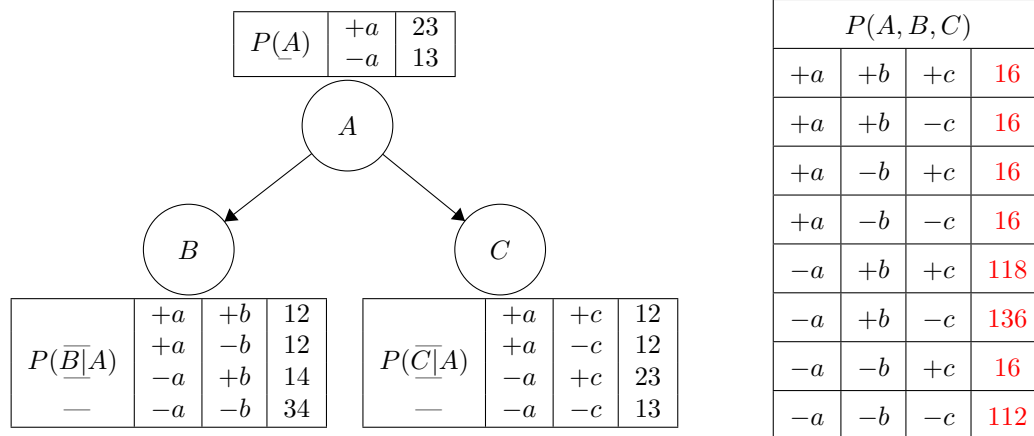 P(A) +a 23
−a 13
A
B
C
P(B|A) +a +b 12
+a −b 12
−a +b 14
−a −b 34
P(C|A) +a +c 12
+a −c 12
−a +c 23
−a −c 13
P(A, B, C)
+a +b +c 16
+a +b −c 16
+a −b +c 16
+a −b −c 16
−a +b +c 118
−a +b −c 136
−a −b +c 16
−a −b −c 112